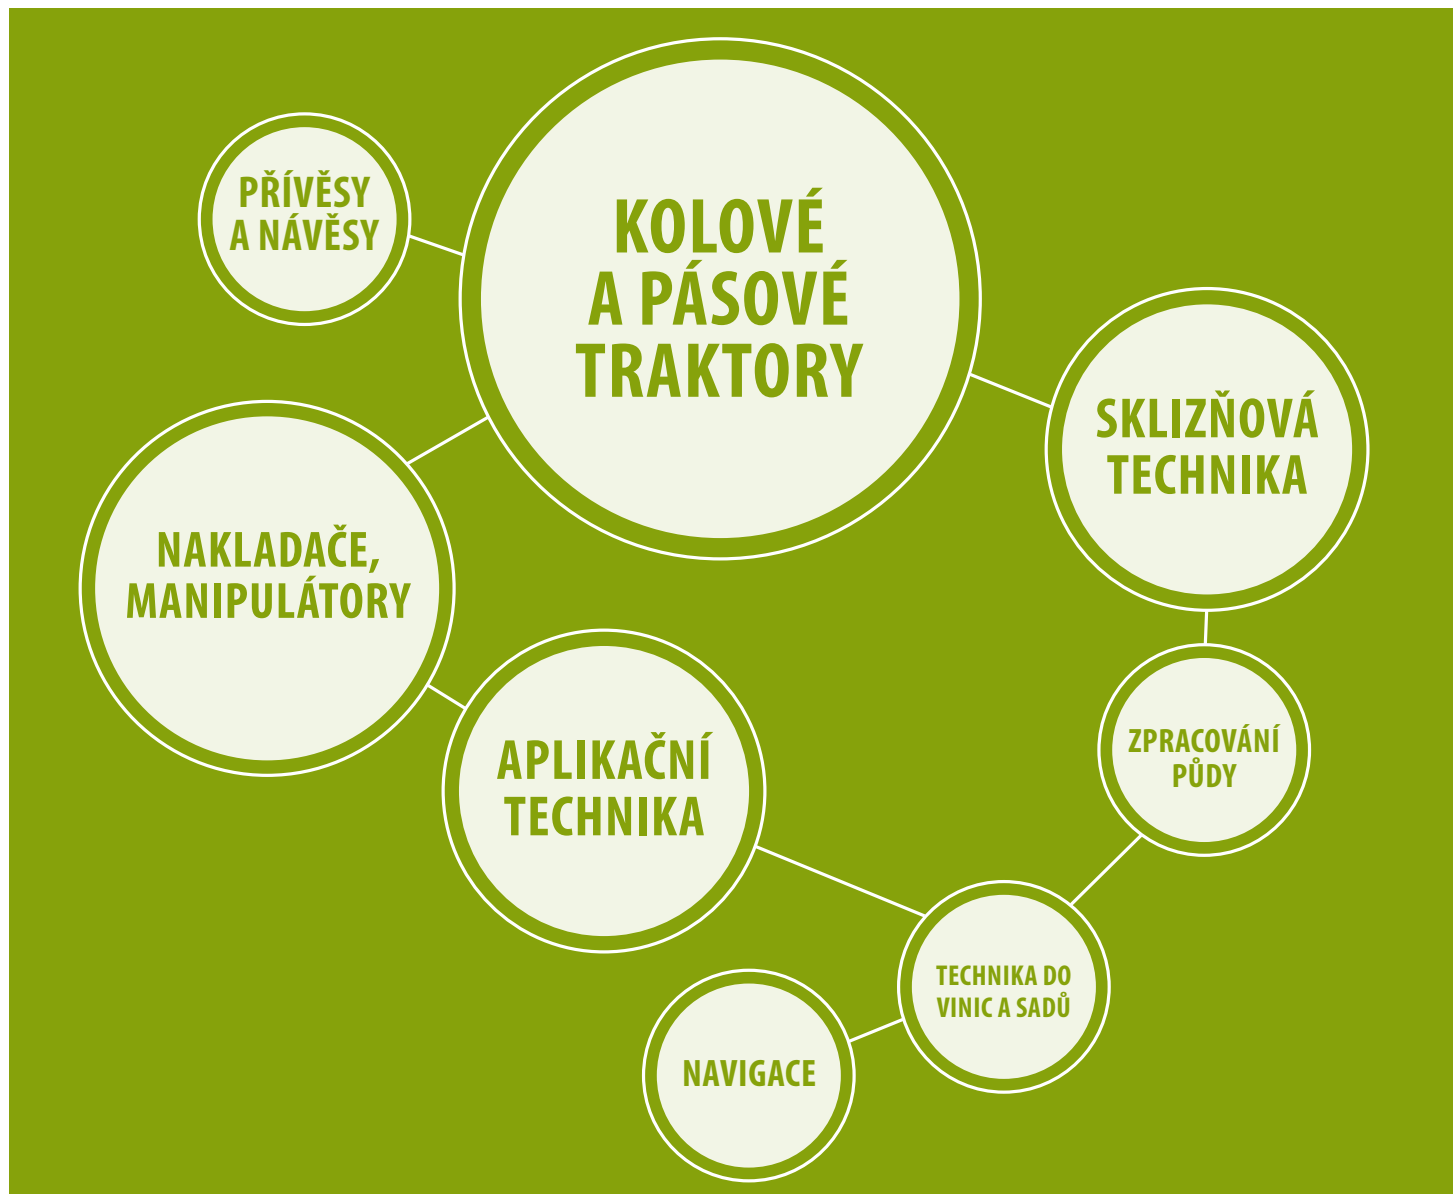 PŘÍVĚSY
A NÁVĚSY
KOLOVÉ
A PÁSOVÉ
TRAKTORY
SKLIZŇOVÁ
TECHNIKA
NAKLADAČE,
MANIPULÁTORY
APLIKAČNÍ
TECHNIKA
ZPRACOVÁNÍ
PŮDY
TECHNIKA DO
VINIC A SADŮ
NAVIGACE